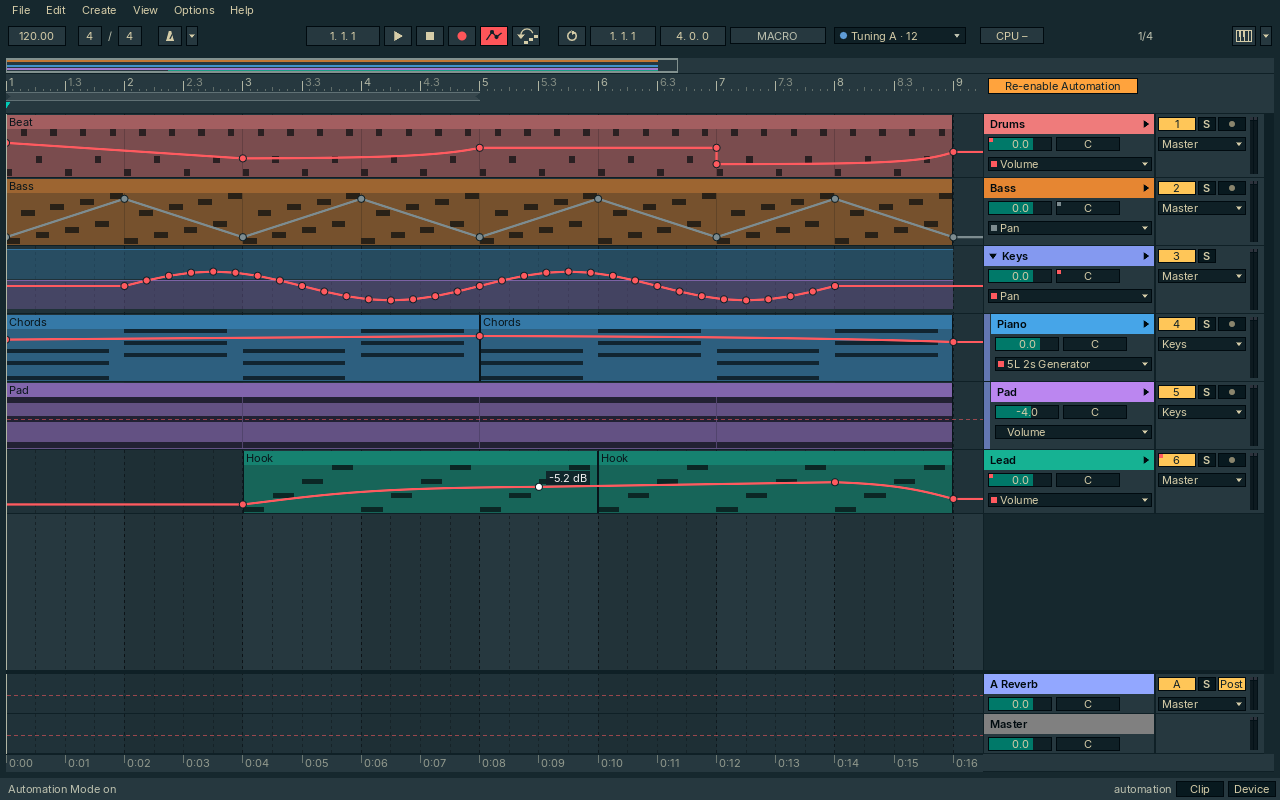 File Edit Create View Options Help
120.00 4 / 4 1. 1. 1 1. 1. 1 4. 0. 0 MACRO Tuning A · 12 CPU – 1/4
1 1.3 2 2.3 3 3.3 4 4.3 5 5.3 6 6.3 7 7.3 8 8.3 9 Re-enable Automation
Beat Drums 1 S
0.0 C Master
Volume
Bass Bass 2 S
0.0 C Master
Pan
Keys 3 S
0.0 C Master
Pan
Chords Chords Piano 4 S
0.0 C Keys
5L 2s Generator
Pad Pad 5 S
-4.0 C Keys
Volume
Hook Hook Lead 6 S
-5.2 dB 0.0 C Master
Volume
A Reverb A S Post
0.0 C Master
Master
0.0 C
0:00 0:01 0:02 0:03 0:04 0:05 0:06 0:07 0:08 0:09 0:10 0:11 0:12 0:13 0:14 0:15 0:16
Automation Mode on automation Clip Device